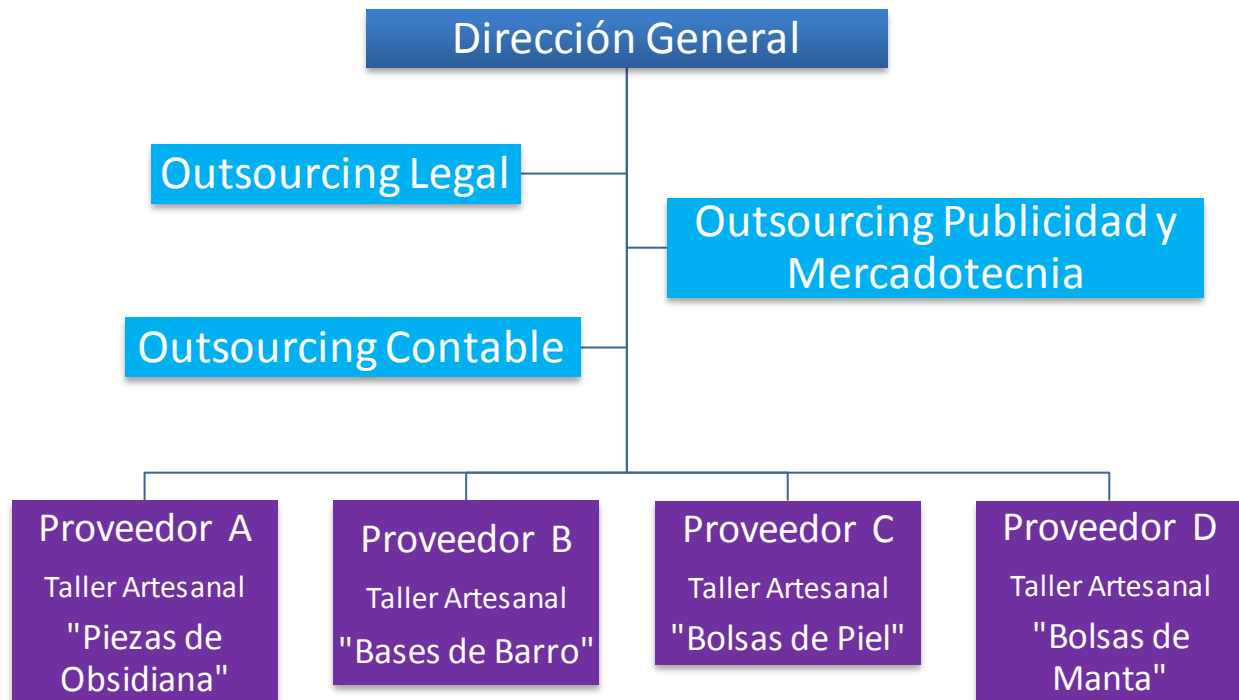 Dirección General
Outsourcing Legal
Outsourcing Publicidad y
Mercadotecnia
Outsourcing Contable
Proveedor A
Taller Artesanal
"Piezas de
Obsidiana"
Proveedor B
Taller Artesanal
"Bases de Barro"
Proveedor C
Taller Artesanal
"Bolsas de Piel"
Proveedor D
Taller Artesanal
"Bolsas de
Manta"